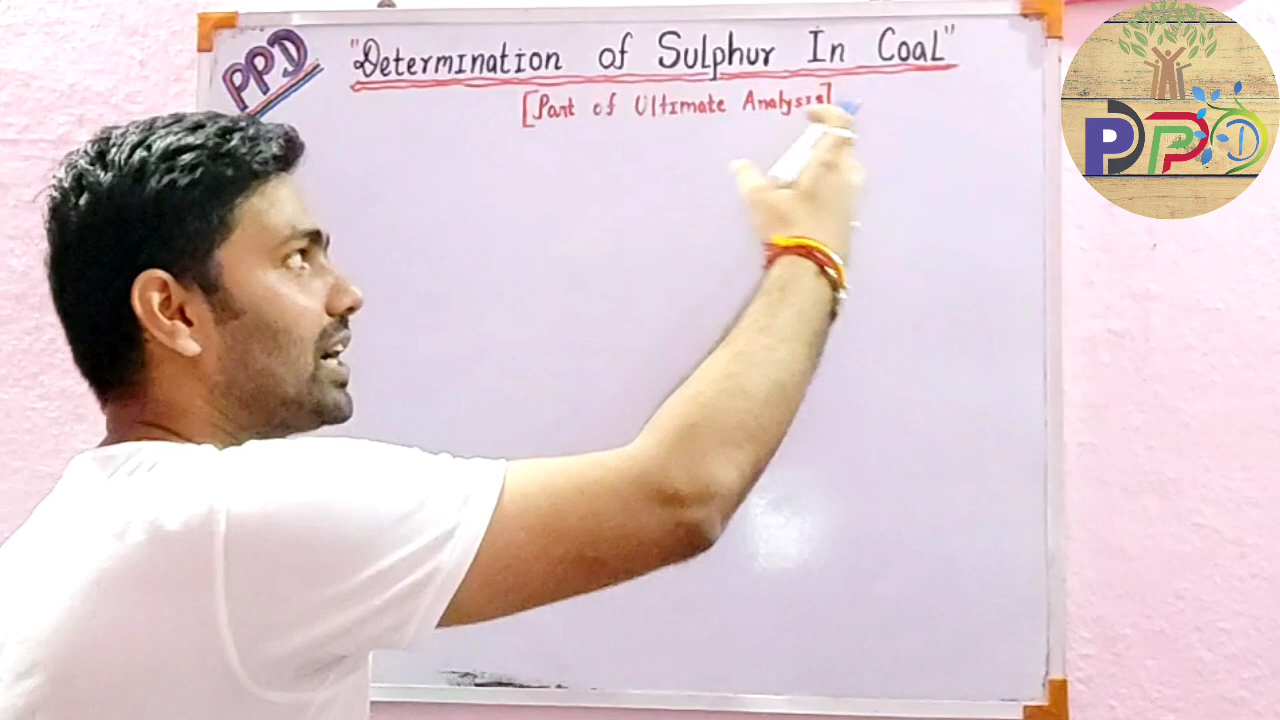 PPD
"Determination of Sulphur In Coal"
[Part of Ultimate Analysis]
PPD